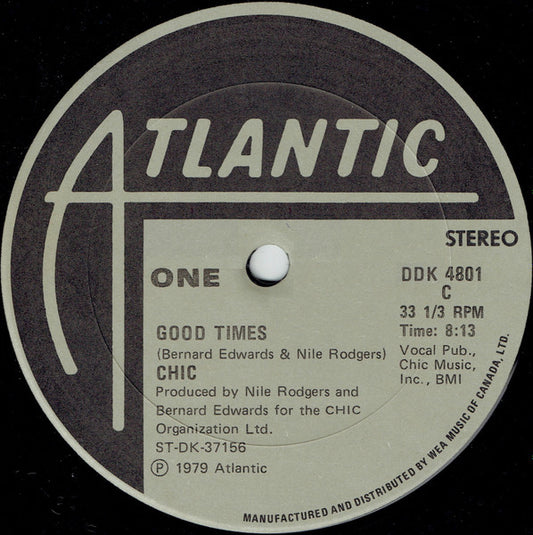 ATLANTIC
STEREO
ONE
DDK 4801
C
33 1/3 RPM
Time: 8:13
Vocal Pub.,
Chic Music,
Inc., BMI
GOOD TIMES
(Bernard Edwards & Nile Rodgers)
CHIC
Produced by Nile Rodgers and
Bernard Edwards for the CHIC
Organization Ltd.
ST-DK-37156
Ⓟ 1979 Atlantic
MANUFACTURED AND DISTRIBUTED BY WEA MUSIC OF CANADA, LTD.